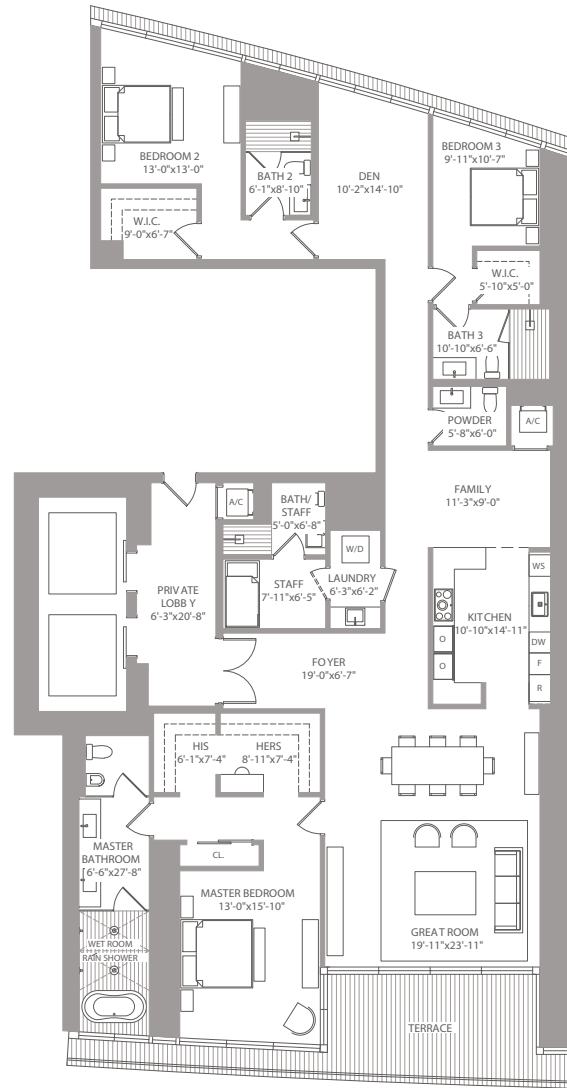 BEDROOM 2
13'-0"x13'-0"
BATH 2
6'-1"x8'-10"
DEN
10'-2"x14'-10"
BEDROOM 3
9'-11"x10'-7"
W.I.C.
9'-0"x6'-7"
W.I.C.
5'-10"x5'-0"
BATH 3
10'-10"x6'-6"
POWDER
5'-8"x6'-0"
A/C
FAMILY
11'-3"x9'-0"
A/C
BATH/
STAFF
5'-0"x6'-8"
W/D
STAFF
7'-11"x6'-5"
LAUNDRY
6'-3"x6'-2"
PRIVATE
LOBBY
6'-3"x20'-8"
WS
KITCHEN
10'-10"x14'-11"
DW
F
R
O
O
FOYER
19'-0"x6'-7"
HIS
6'-1"x7'-4"
HERS
8'-11"x7'-4"
CL.
MASTER
BATHROOM
6'-6"x27'-8"
MASTER BEDROOM
13'-0"x15'-10"
GREAT ROOM
19'-11"x23'-11"
WET ROOM
RAIN SHOWER
TERRACE